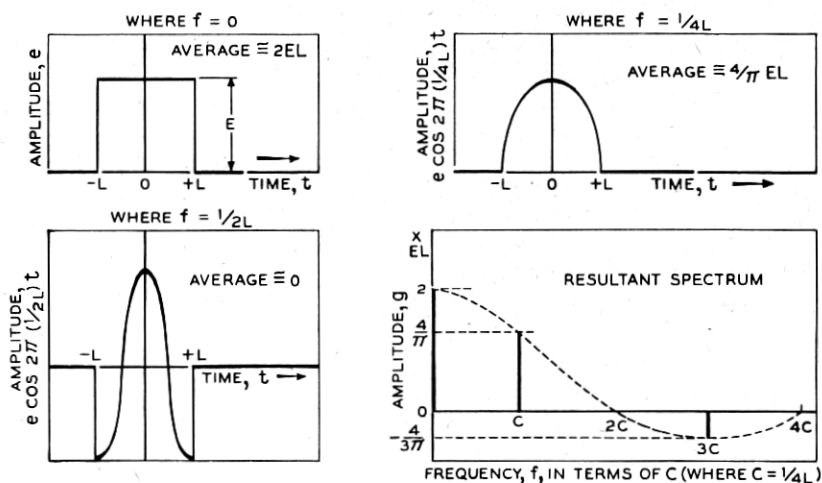 WHERE f = 0
AVERAGE ≅ 2EL
AMPLITUDE, e
E
-L 0 +L TIME, t
WHERE f = 1/4L
AVERAGE ≅ 4/π EL
AMPLITUDE
e COS 2π (1/4L) t
-L 0 +L TIME, t
WHERE f = 1/2L
AVERAGE ≅ 0
AMPLITUDE,
e COS 2π (1/2L) t
-L +L
TIME, t
X
EL
RESULTANT SPECTRUM
AMPLITUDE, g
2
4/π
0
-4/3π
C 2C 3C 4C
FREQUENCY, f, IN TERMS OF C (WHERE C = 1/4L)